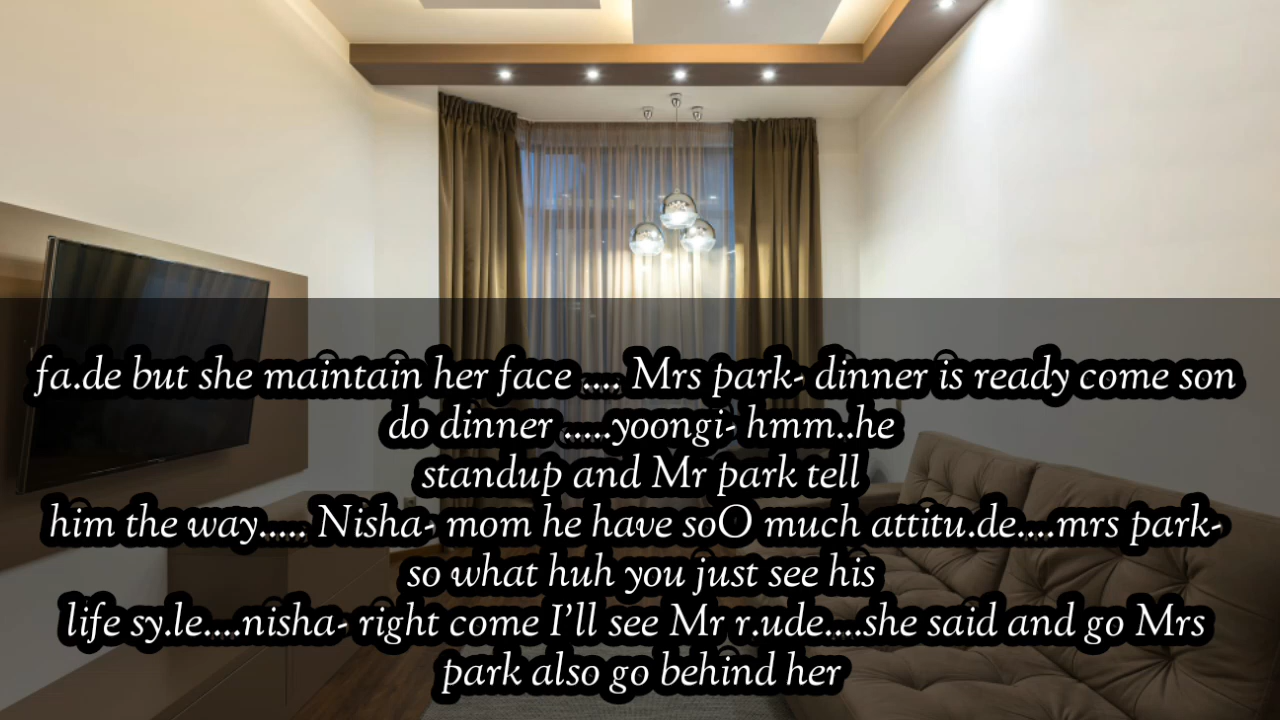 fa.de but she maintain her face .... Mrs park- dinner is ready come son
do dinner .....yoongi- hmm..he
standup and Mr park tell
him the way..... Nisha- mom he have soO much attitu.de....mrs park-
so what huh you just see his
life sy.le....nisha- right come I'll see Mr r.ude....she said and go Mrs
park also go behind her